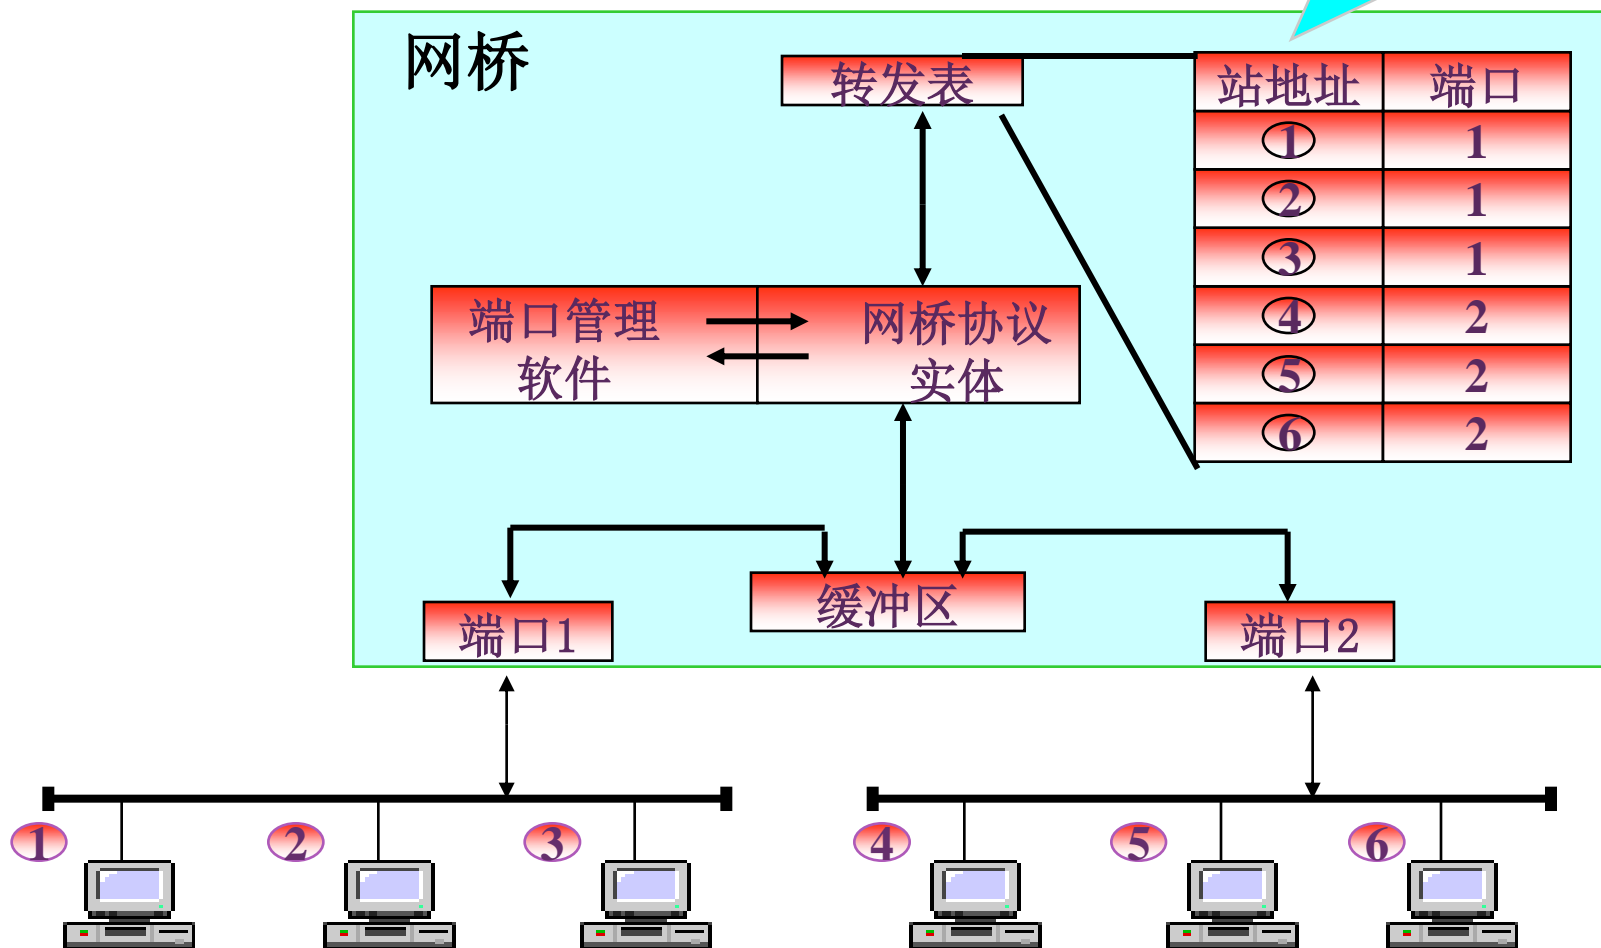 网桥
转发表
站地址 端口
① 1
② 1
③ 1
④ 2
⑤ 2
⑥ 2
端口管理
软件
网桥协议
实体
缓冲区
端口1
端口2
1 2 3 4 5 6